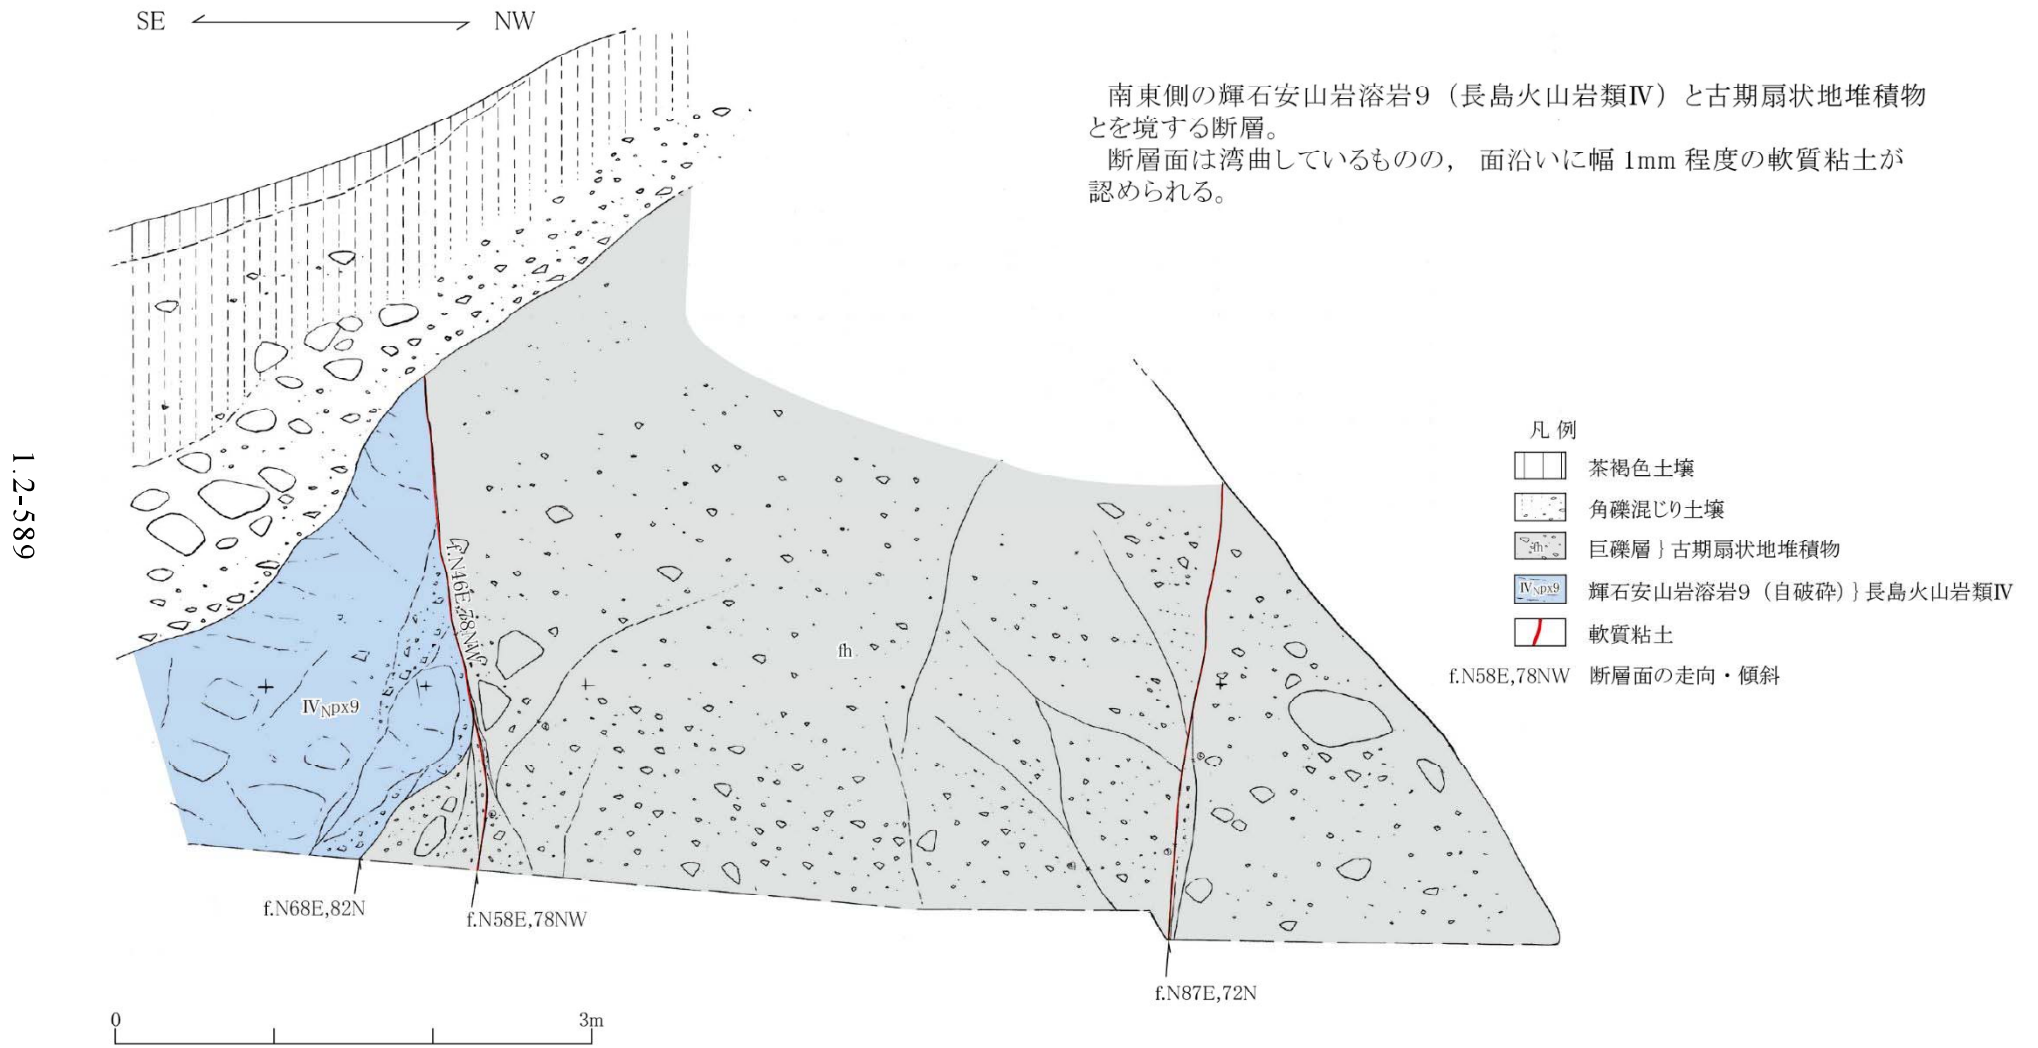 SE NW
南東側の輝石安山岩溶岩9（長島火山岩類Ⅳ）と古期扇状地堆積物
とを境する断層。
断層面は湾曲しているものの， 面沿いに幅 1mm 程度の軟質粘土が
認められる。
凡 例
茶褐色土壌
角礫混じり土壌
fh 巨礫層 } 古期扇状地堆積物
ⅣNpx9 輝石安山岩溶岩9（自破砕）} 長島火山岩類Ⅳ
軟質粘土
f.N58E,78NW 断層面の走向・傾斜
f.N46E,78NW
fh
ⅣNpx9
f.N68E,82N
f.N58E,78NW
f.N87E,72N
0 3m
1.2-589